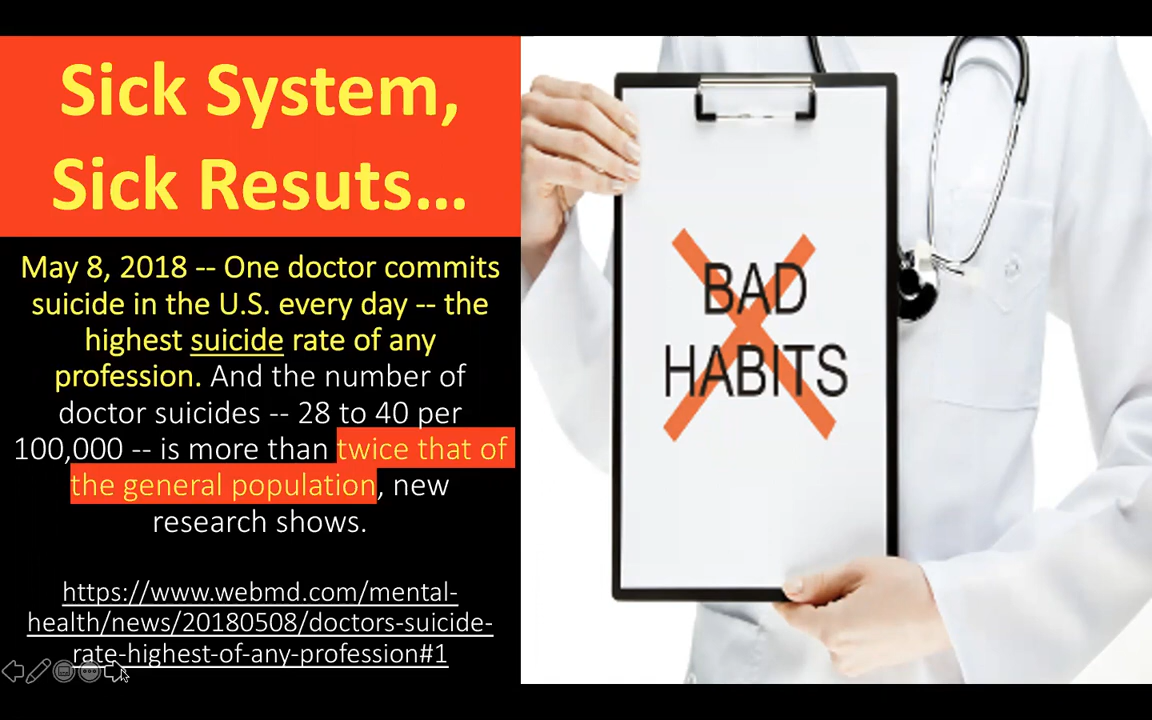 Sick System,
Sick Resuts...
May 8, 2018 -- One doctor commits
suicide in the U.S. every day -- the
highest suicide rate of any
profession. And the number of
doctor suicides -- 28 to 40 per
100,000 -- is more than twice that of
the general population, new
research shows.
https://www.webmd.com/mental-
health/news/20180508/doctors-suicide-
rate-highest-of-any-profession#1
BAD
HABITS